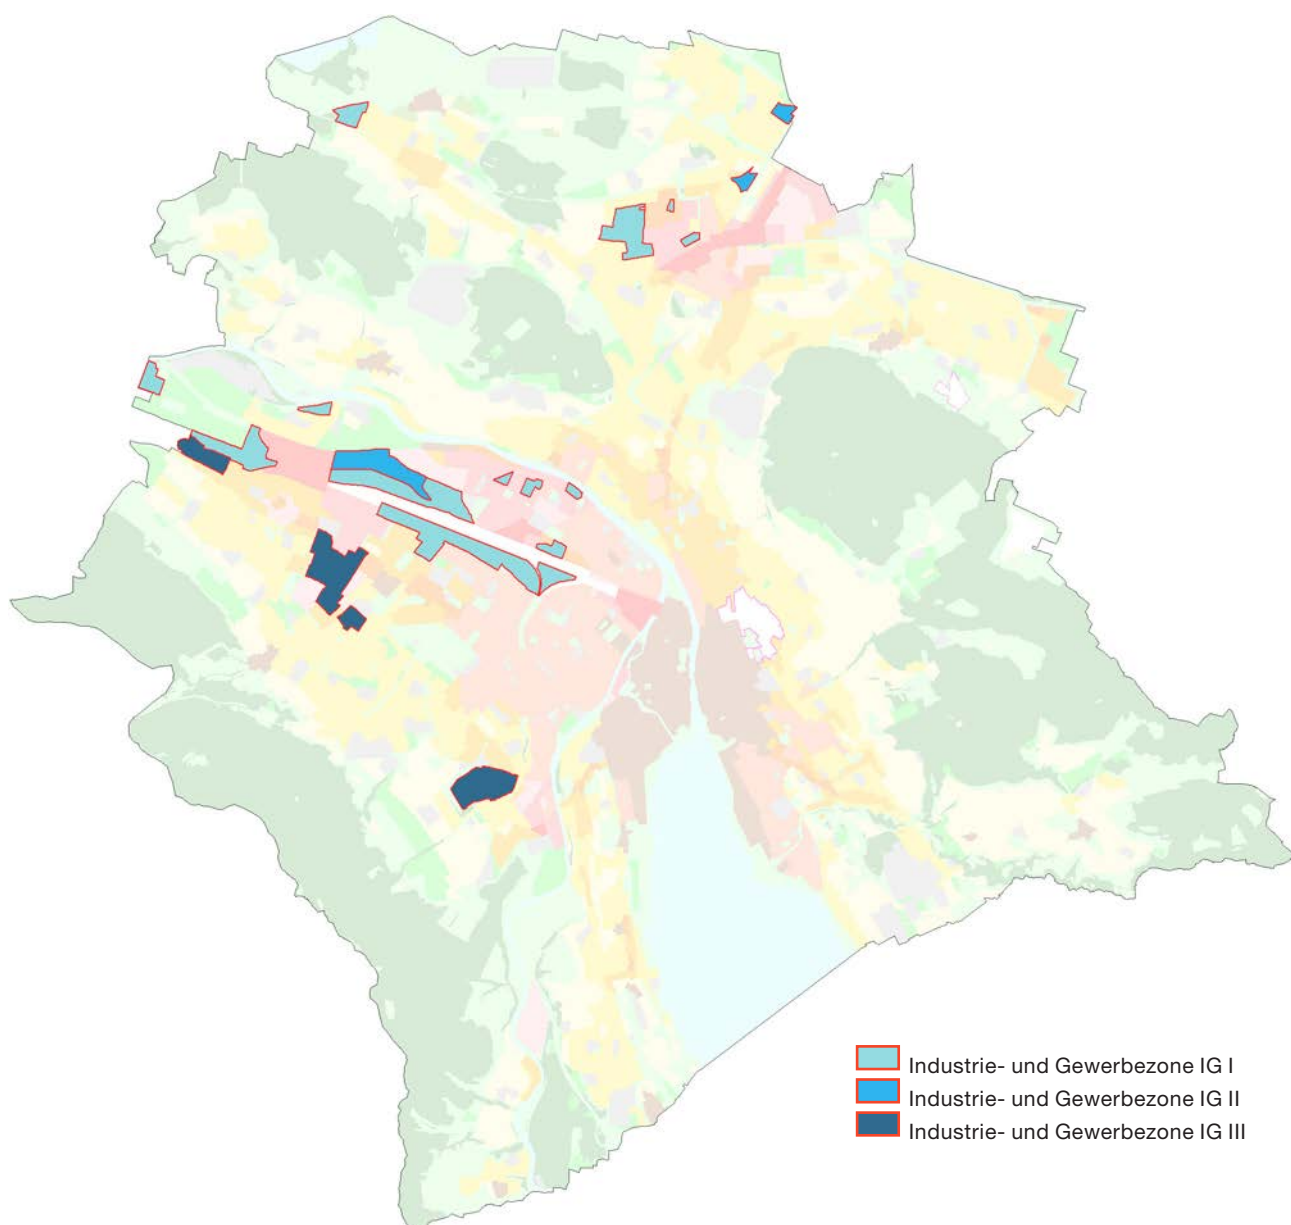 Industrie- und Gewerbezone IG I
Industrie- und Gewerbezone IG II
Industrie- und Gewerbezone IG III